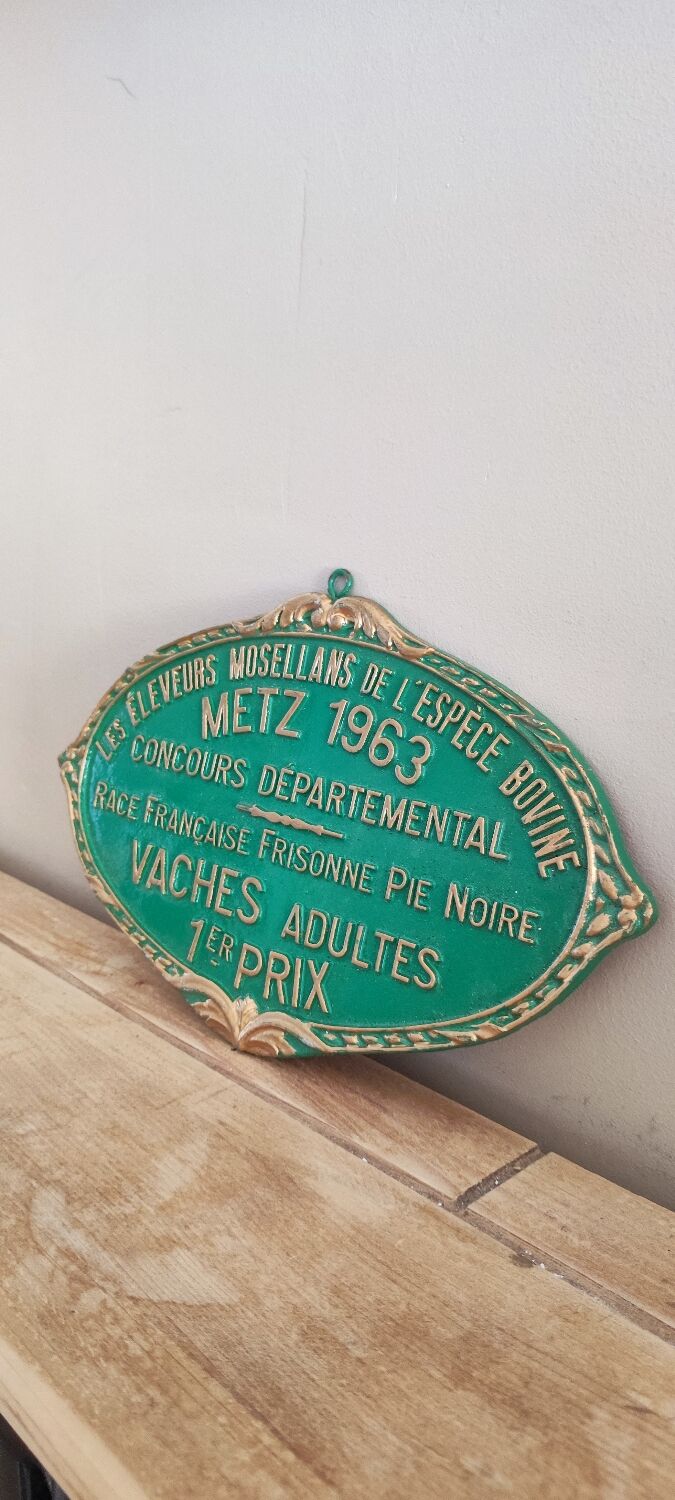 LES ÉLEVEURS MOSELLANS DE L'ESPÈCE BOVINE
METZ 1963
CONCOURS DÉPARTEMENTAL
RACE FRANÇAISE FRISONNE PIE NOIRE
VACHES ADULTES
1ER PRIX